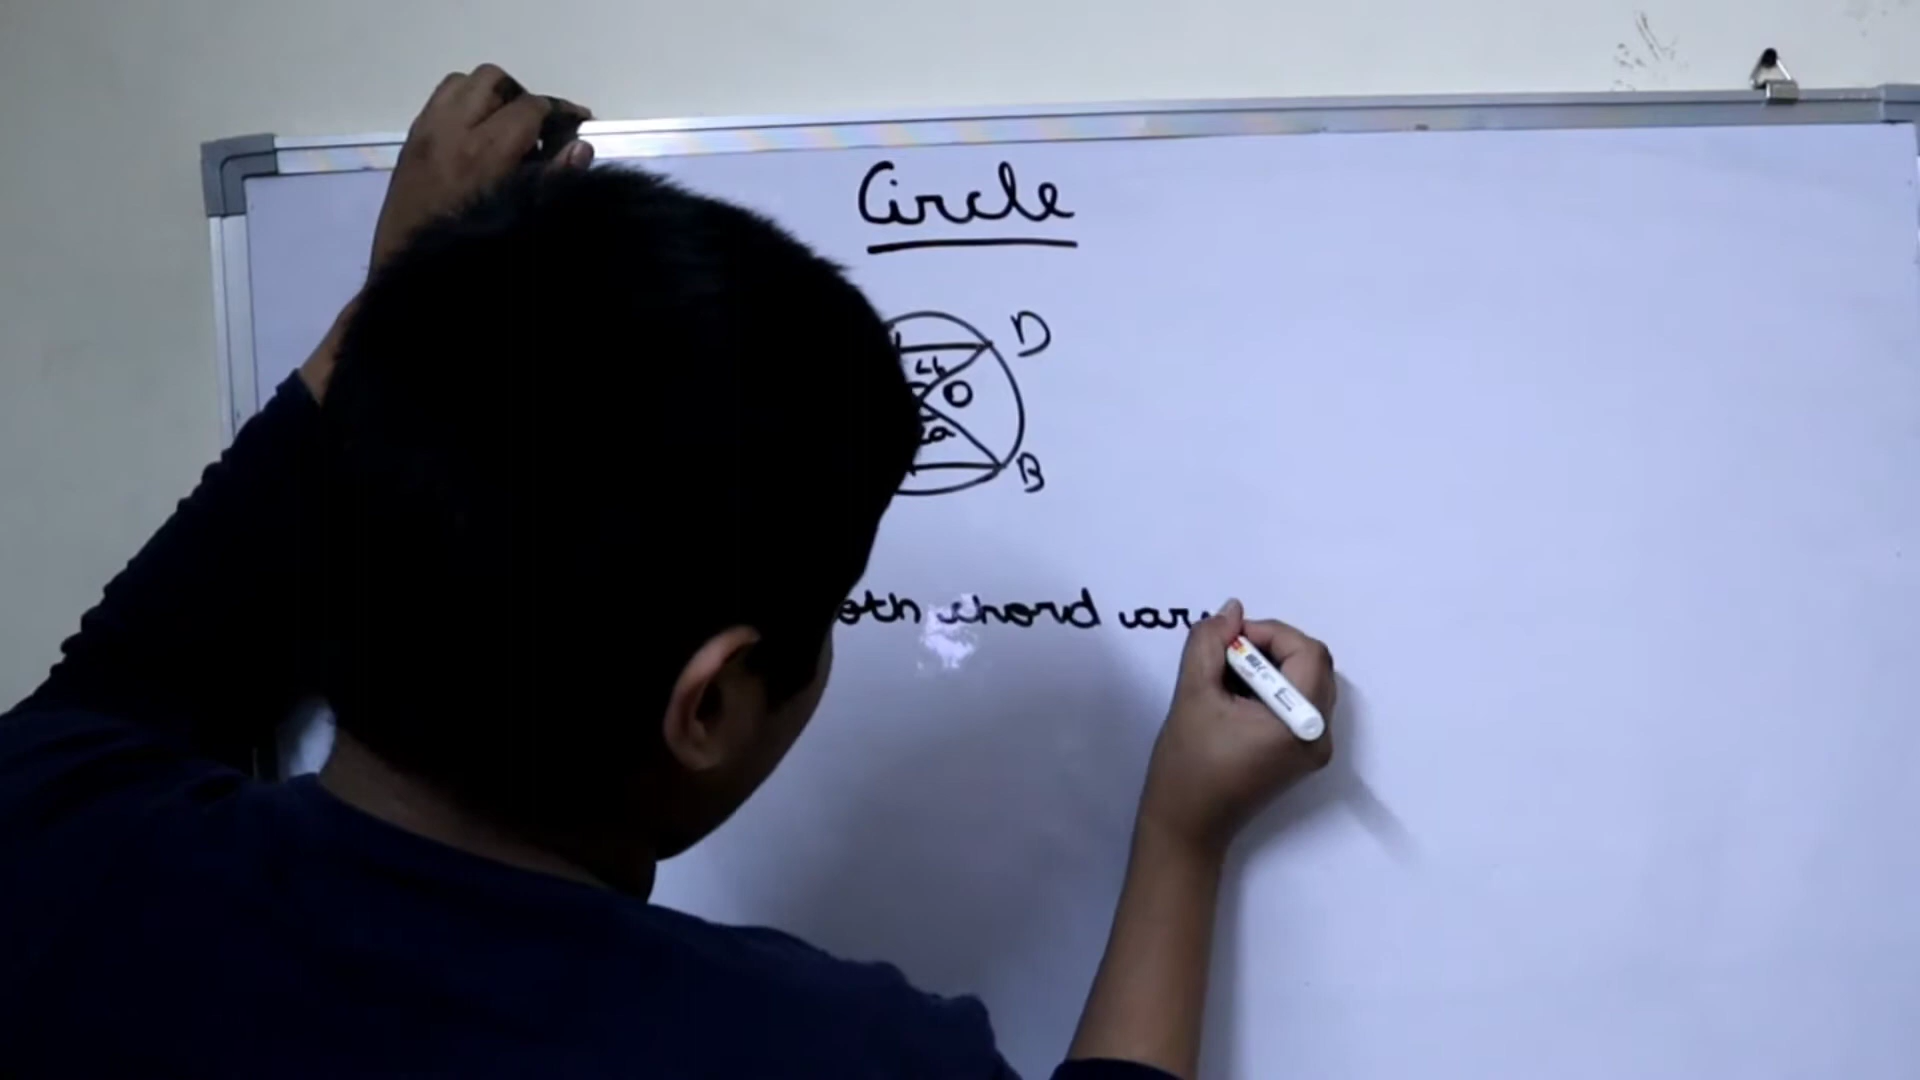 Circle
D
∠b
O
∠a
B
oth chord are